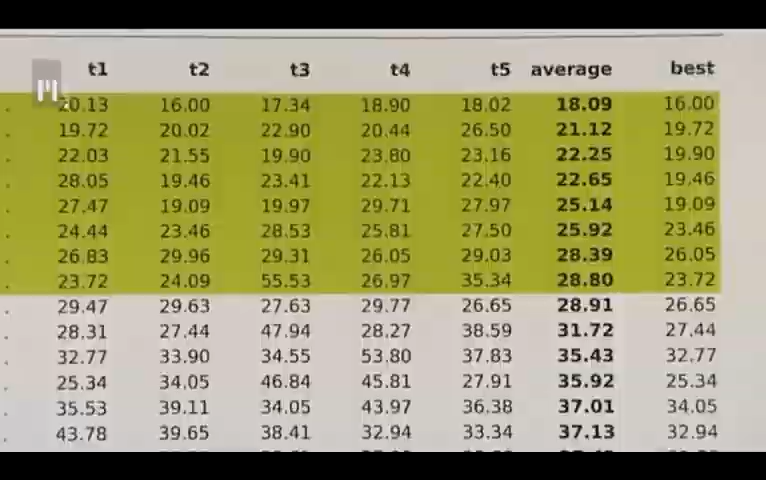 t1 t2 t3 t4 t5 average best
. 20.13 16.00 17.34 18.90 18.02 18.09 16.00
. 19.72 20.02 22.90 20.44 26.50 21.12 19.72
. 22.03 21.55 19.90 23.80 23.16 22.25 19.90
. 28.05 19.46 23.41 22.13 22.40 22.65 19.46
. 27.47 19.09 19.97 29.71 27.97 25.14 19.09
. 24.44 23.46 28.53 25.81 27.50 25.92 23.46
. 26.83 29.96 29.31 26.05 29.03 28.39 26.05
. 23.72 24.09 55.53 26.97 35.34 28.80 23.72
. 29.47 29.63 27.63 29.77 26.65 28.91 26.65
. 28.31 27.44 47.94 28.27 38.59 31.72 27.44
. 32.77 33.90 34.55 53.80 37.83 35.43 32.77
. 25.34 34.05 46.84 45.81 27.91 35.92 25.34
. 35.53 39.11 34.05 43.97 36.38 37.01 34.05
. 43.78 39.65 38.41 32.94 33.34 37.13 32.94